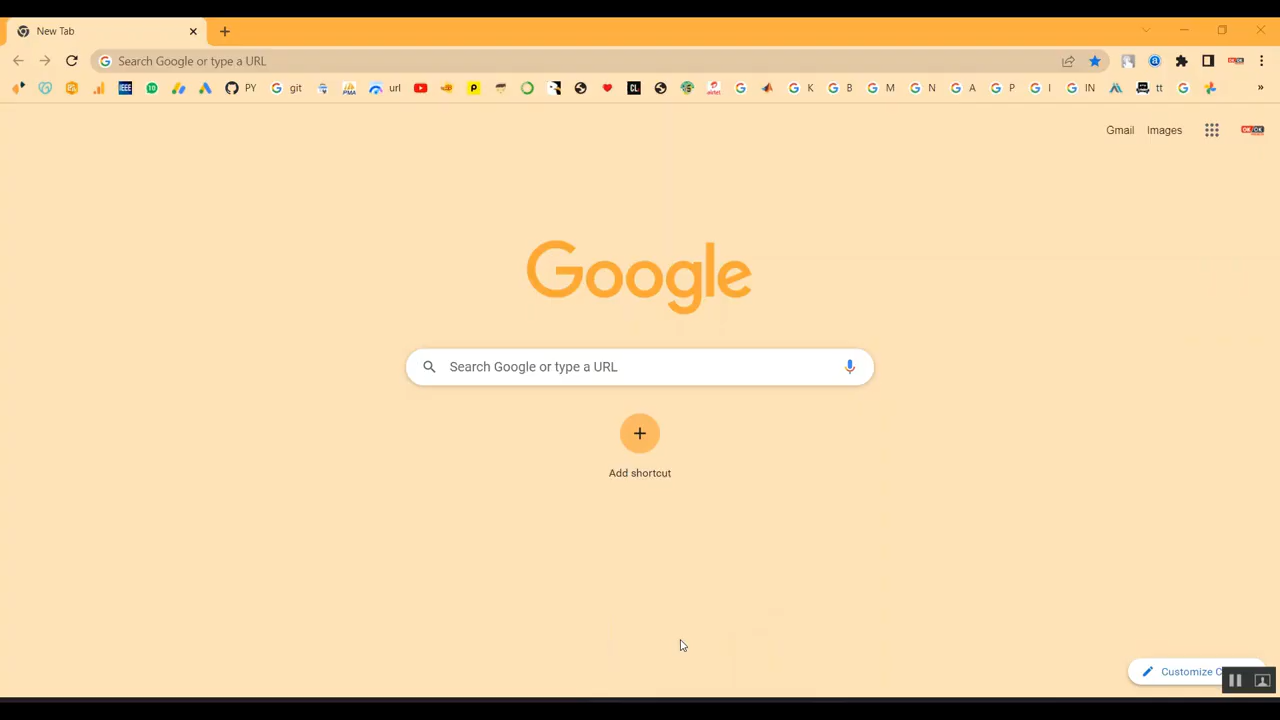 New Tab
Search Google or type a URL
PY git url K B M N A P I IN tt »
Gmail Images
Google
Search Google or type a URL
Add shortcut
Customize C